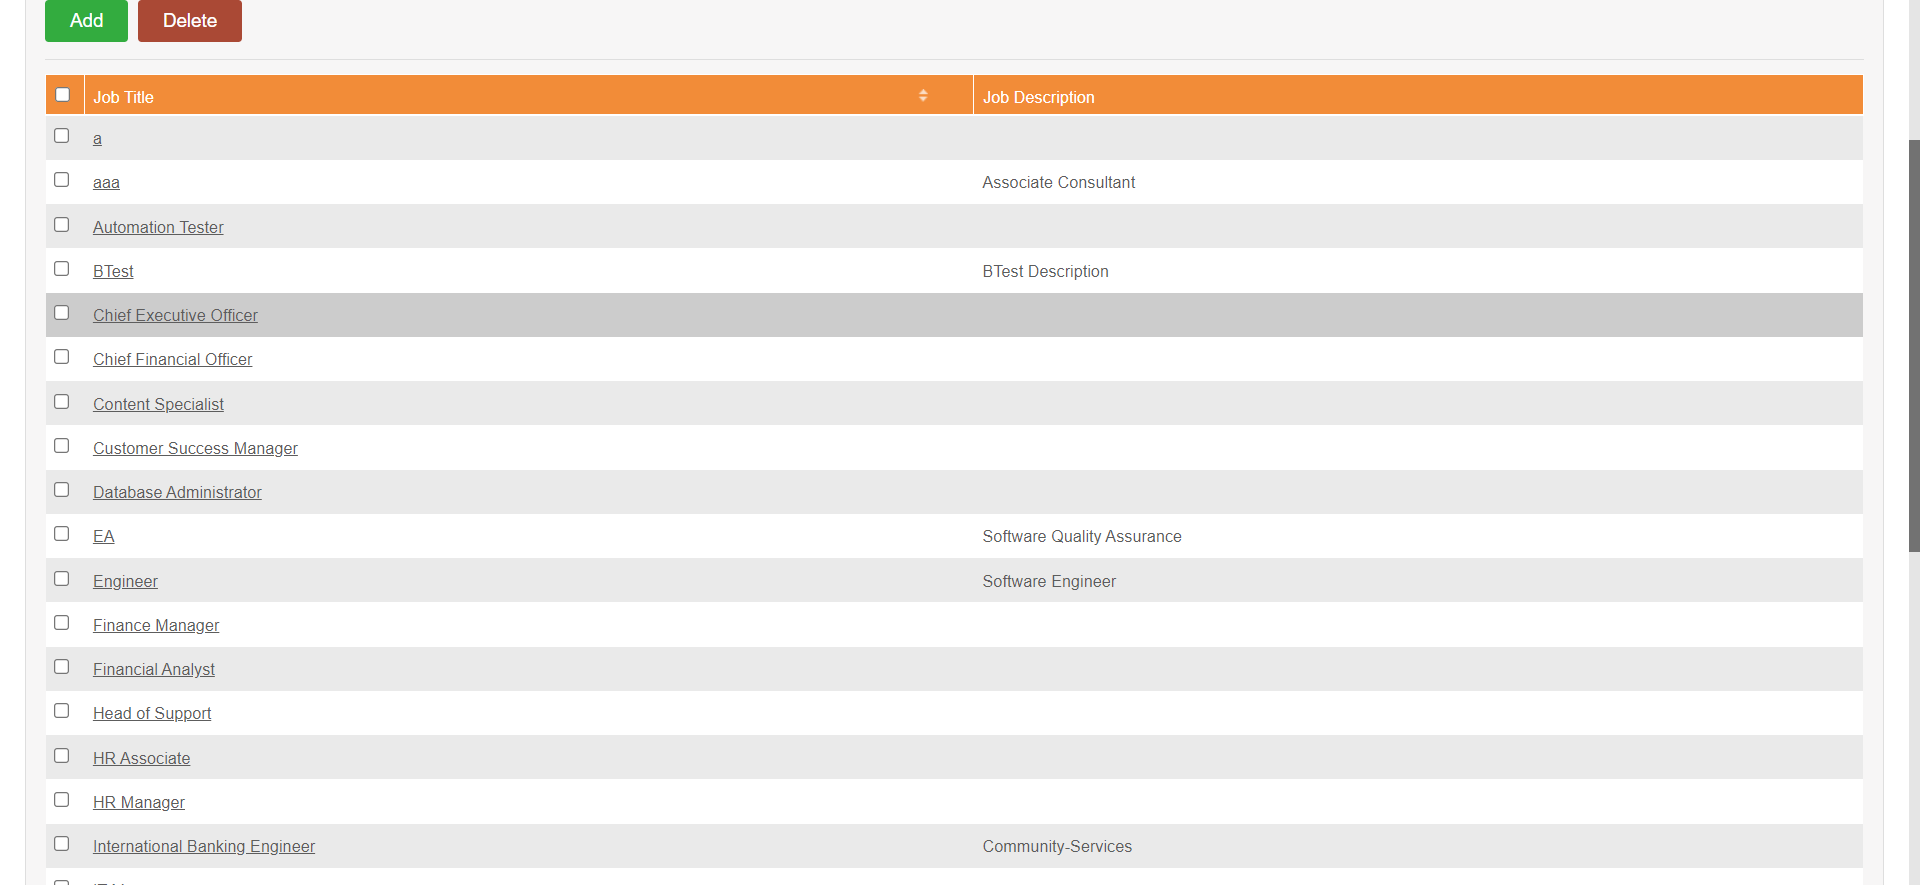 Add Delete
Job Title Job Description
a
aaa Associate Consultant
Automation Tester
BTest BTest Description
Chief Executive Officer
Chief Financial Officer
Content Specialist
Customer Success Manager
Database Administrator
EA Software Quality Assurance
Engineer Software Engineer
Finance Manager
Financial Analyst
Head of Support
HR Associate
HR Manager
International Banking Engineer Community-Services